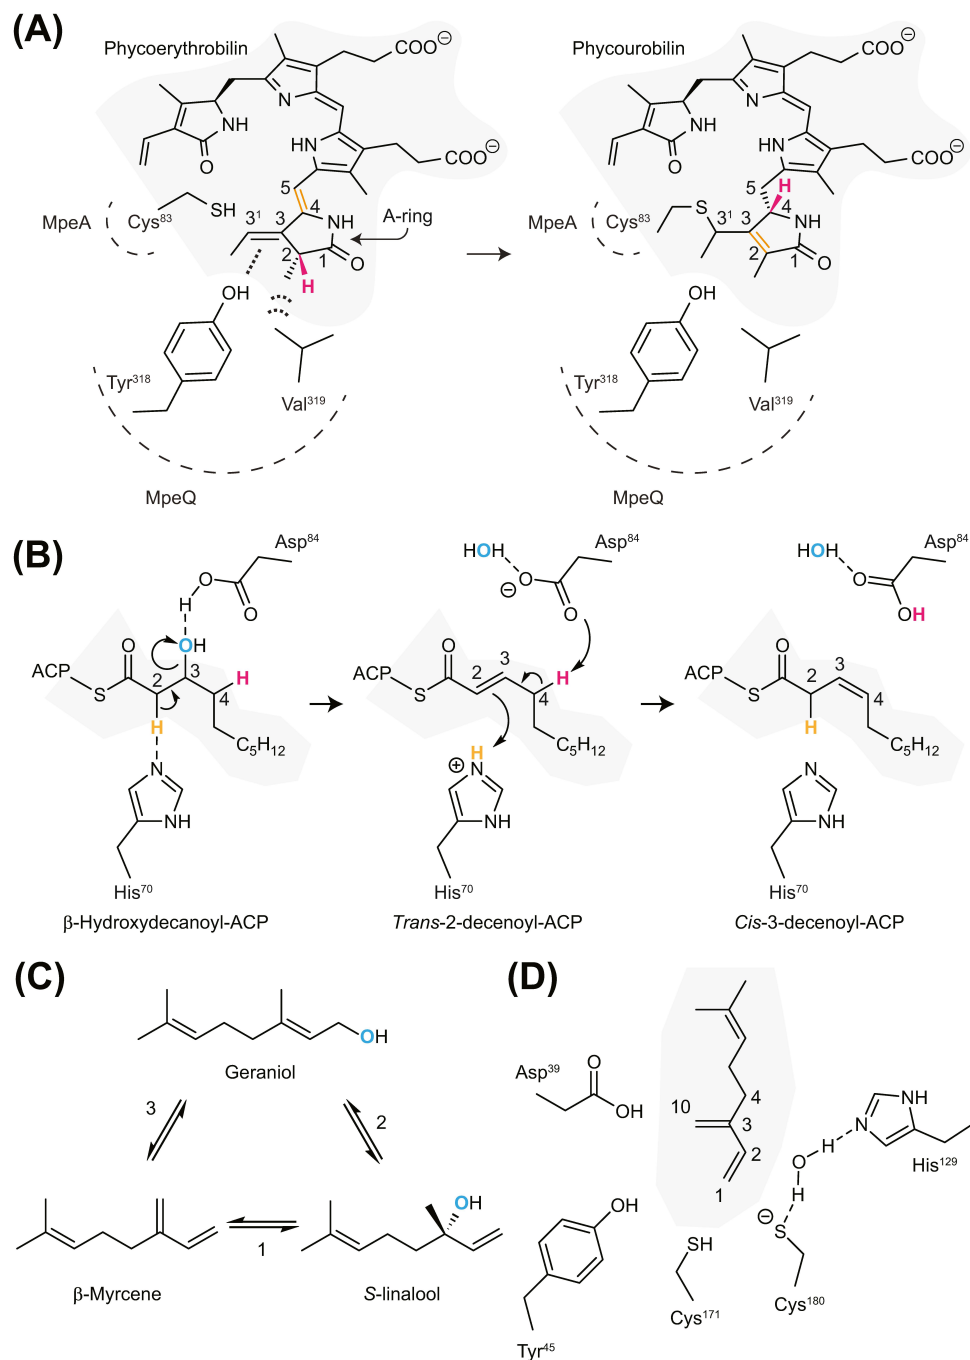 (A)
Phycoerythrobilin
COO⊖
N
NH
O
HN
COO⊖
5
4
3
3¹
2
1
NH
O
H
SH
MpeA
Cys⁸³
A-ring
OH
Tyr³¹⁸
Val³¹⁹
MpeQ
Phycourobilin
COO⊖
N
NH
O
HN
COO⊖
5
H
4
S
3¹
3
NH
2
1
O
MpeA
Cys⁸³
OH
Tyr³¹⁸
Val³¹⁹
MpeQ
(B)
Asp⁸⁴
O
H
O
OH
O
ACP
S
2
3
H
4
H
C₅H₁₂
N
NH
His⁷⁰
β-Hydroxydecanoyl-ACP
HOH
Asp⁸⁴
O
⊖
O
O
ACP
S
2
3
H
4
C₅H₁₂
H
⊕
N
NH
His⁷⁰
Trans-2-decenoyl-ACP
HOH
Asp⁸⁴
O
OH
O
ACP
S
2
3
4
H
C₅H₁₂
N
NH
His⁷⁰
Cis-3-decenoyl-ACP
(C)
OH
Geraniol
3
2
OH
1
β-Myrcene
S-linalool
(D)
Asp³⁹
O
OH
10
4
3
2
1
NH
N
His¹²⁹
H
O
H
⊖
S
Cys¹⁸⁰
OH
Tyr⁴⁵
SH
Cys¹⁷¹